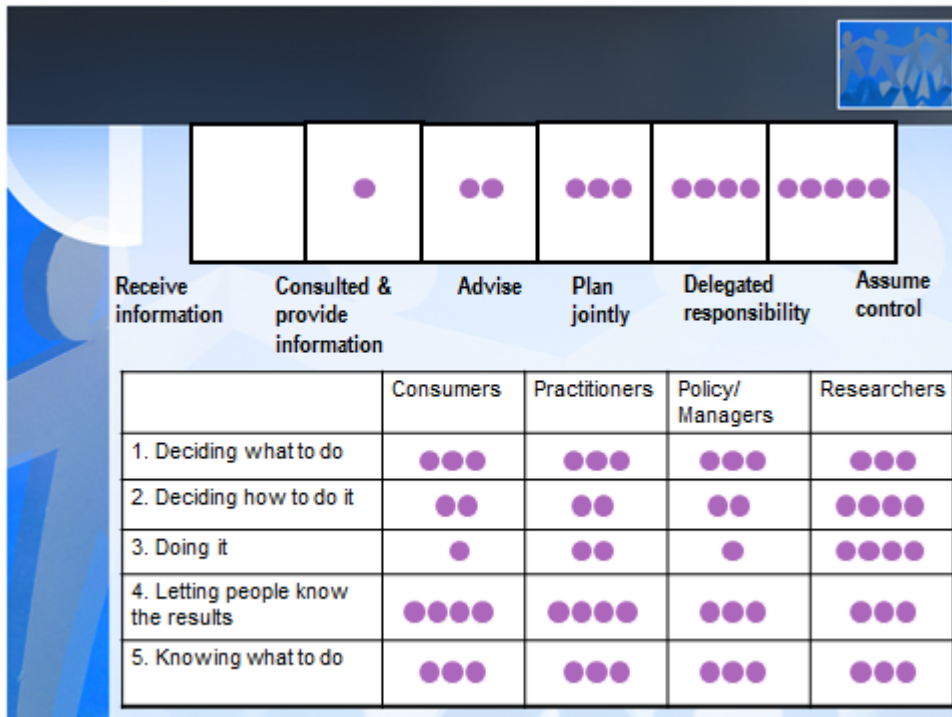 Receive
information
Consulted &
provide
information
Advise
Plan
jointly
Delegated
responsibility
Assume
control
Consumers
Practitioners
Policy/
Managers
Researchers
1. Deciding what to do
2. Deciding how to do it
3. Doing it
4. Letting people know
the results
5. Knowing what to do